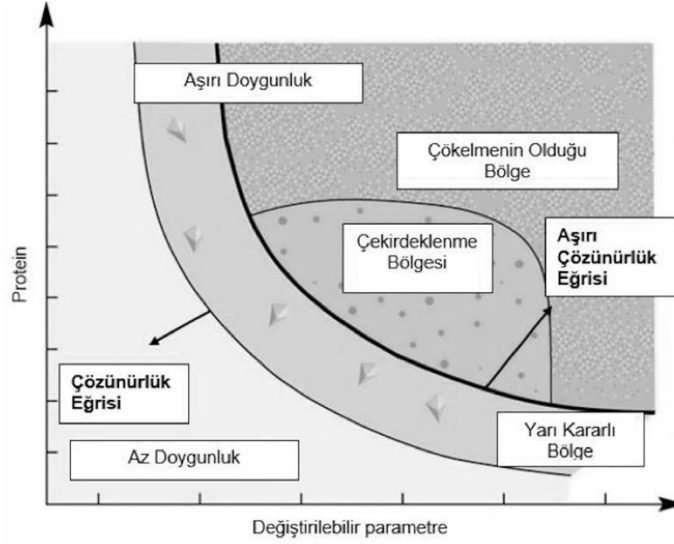 Aşırı Doygunluk
Çökelmenin Olduğu
Bölge
Çekirdeklenme
Bölgesi
Aşırı
Çözünürlük
Eğrisi
Protein
Çözünürlük
Eğrisi
Yarı Kararlı
Bölge
Az Doygunluk
Değiştirilebilir parametre